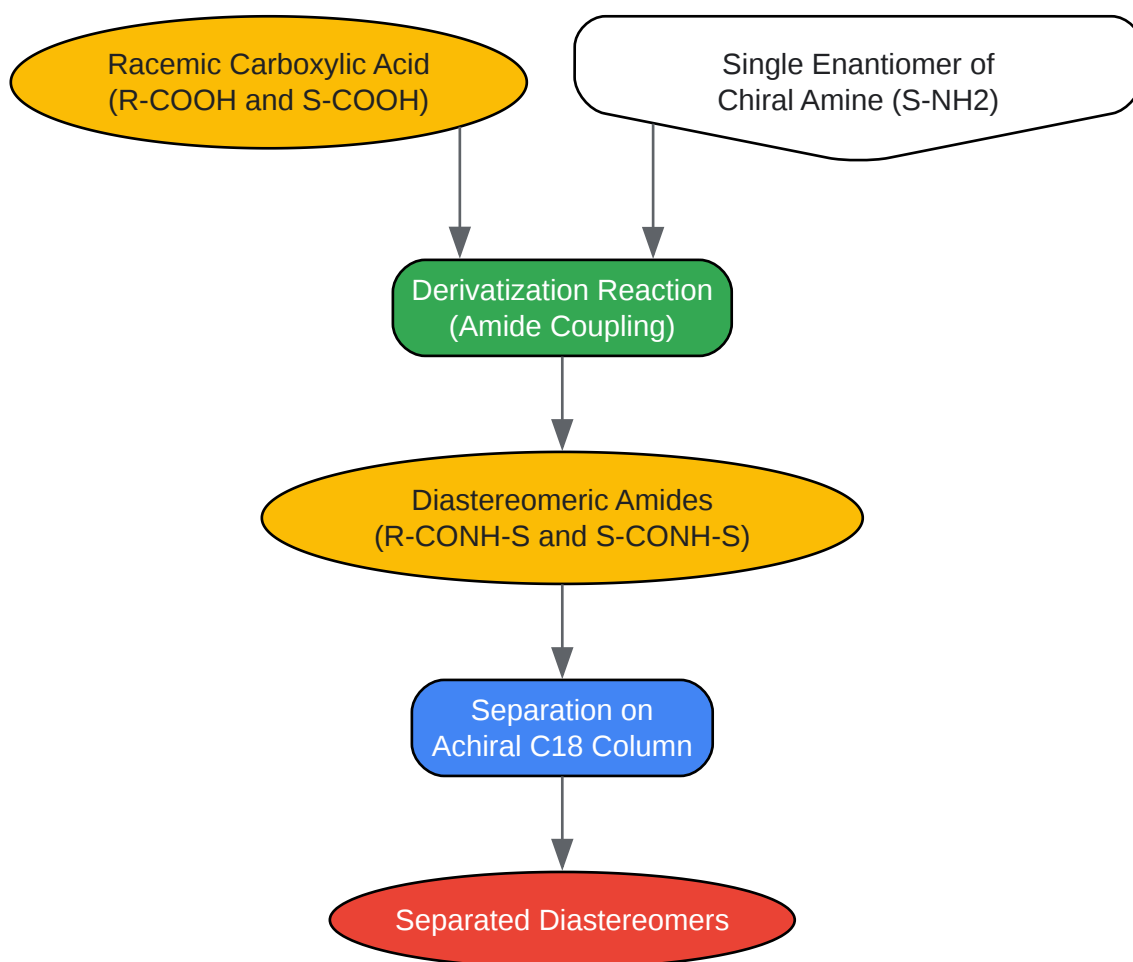 Racemic Carboxylic Acid
(R-COOH and S-COOH)
Single Enantiomer of
Chiral Amine (S-NH2)
Derivatization Reaction
(Amide Coupling)
Diastereomeric Amides
(R-CONH-S and S-CONH-S)
Separation on
Achiral C18 Column
Separated Diastereomers